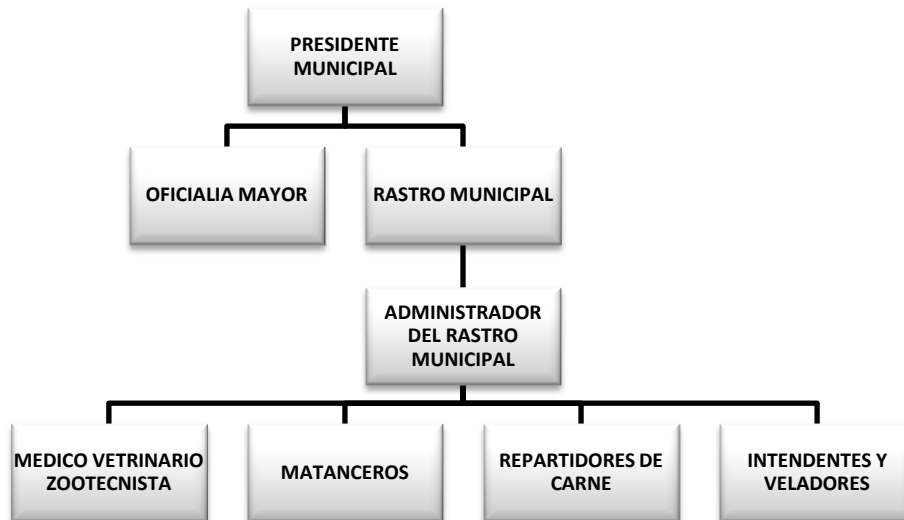 PRESIDENTE
MUNICIPAL
OFICIALIA MAYOR
RASTRO MUNICIPAL
ADMINISTRADOR
DEL RASTRO
MUNICIPAL
MEDICO VETRINARIO
ZOOTECNISTA
MATANCEROS
REPARTIDORES DE
CARNE
INTENDENTES Y
VELADORES